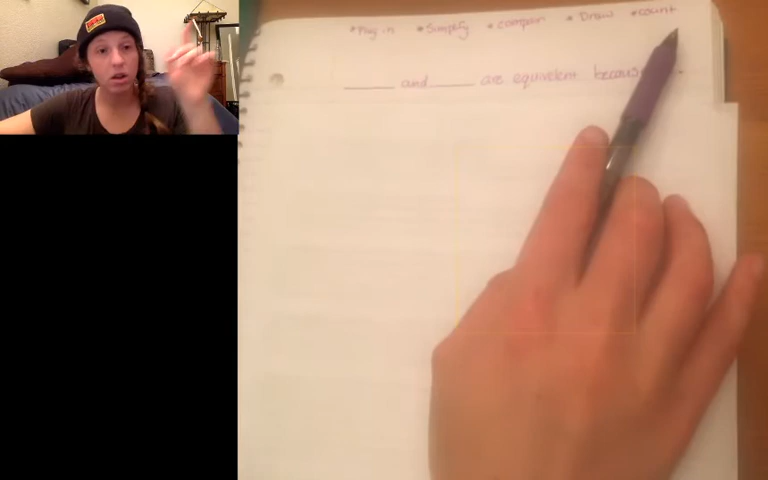 *Plug in *Simplify *compare *Draw *count
_____ and _____ are equivalent becaus